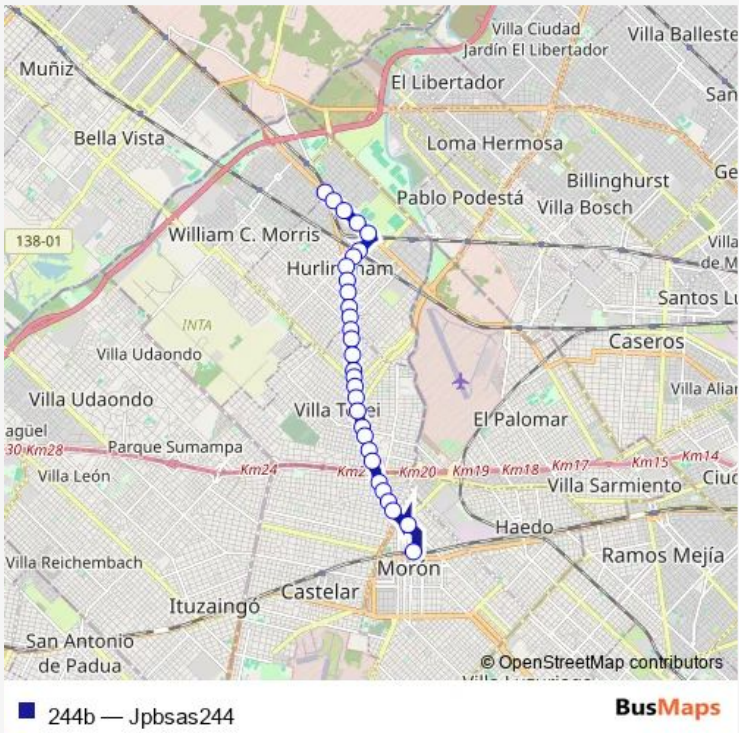 Villa Ciudad
Jardín El Libertador
Villa Balleste
Muñiz
El Libertador
San
Bella Vista
Loma Hermosa
Ge
Billinghurst
Pablo Podestá
Villa Bosch
William C. Morris
138-01
Villa
de M
Hurlingham
Santos Lu
INTA
Caseros
Villa Udaondo
Villa Alian
Villa Udaondo
Villa Tesei
El Palomar
agüel
30 Km28
Parque Sumampa
Km24
Km2
Km20
Km19
Km18
Km17
Km15
Km14
Villa León
Villa Sarmiento
Ciud
Haedo
Villa Reichembach
Morón
Ramos Mejía
Castelar
Ituzaingó
San Antonio
de Padua
© OpenStreetMap contributors
244b — Jpbsas244
BusMaps